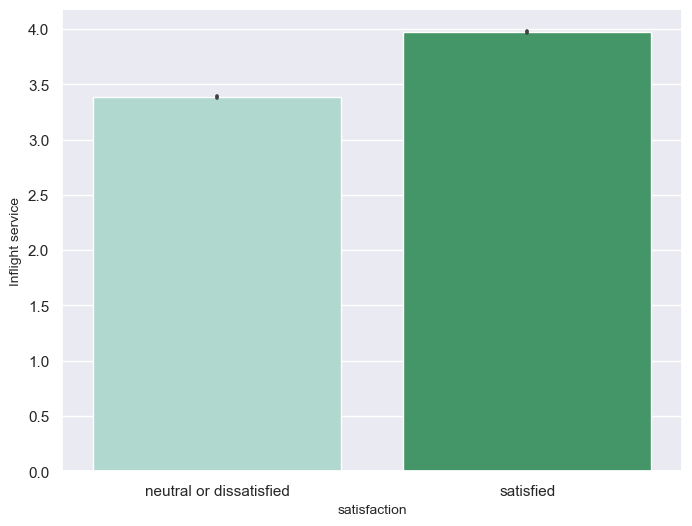 4.0
3.5
3.0
2.5
2.0
1.5
1.0
0.5
0.0
Inflight service
neutral or dissatisfied
satisfied
satisfaction